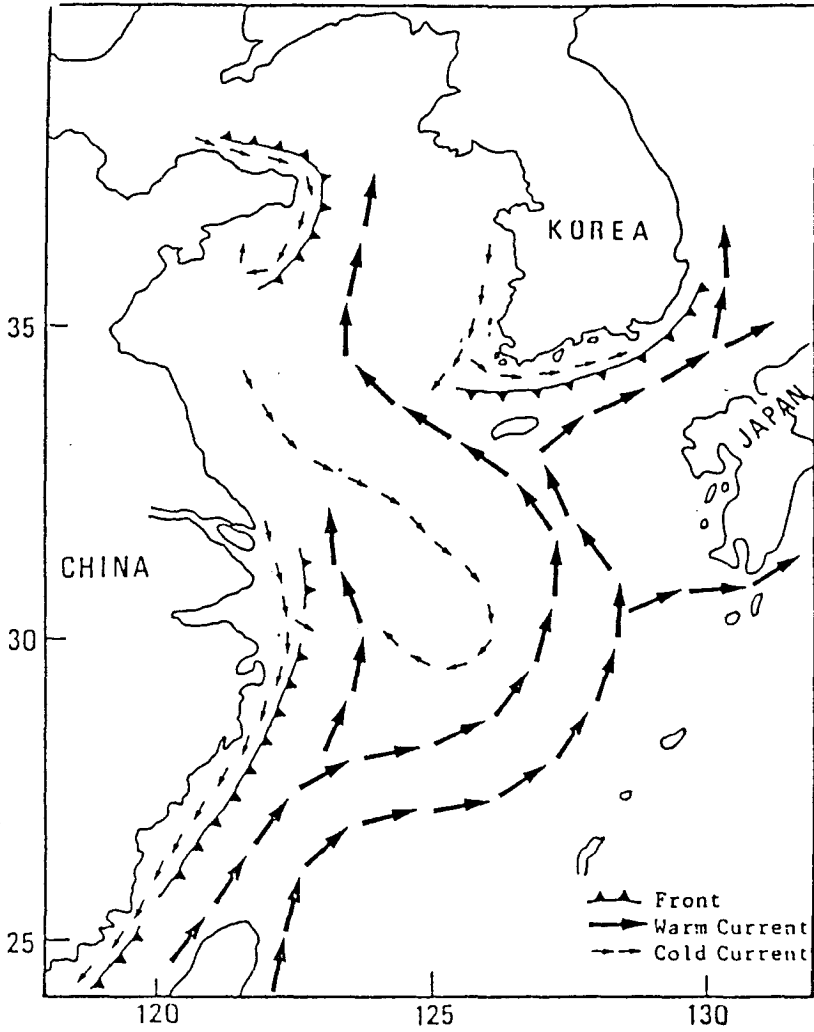 KOREA
35
JAPAN
CHINA
30
25
Front
Warm Current
Cold Current
120
125
130